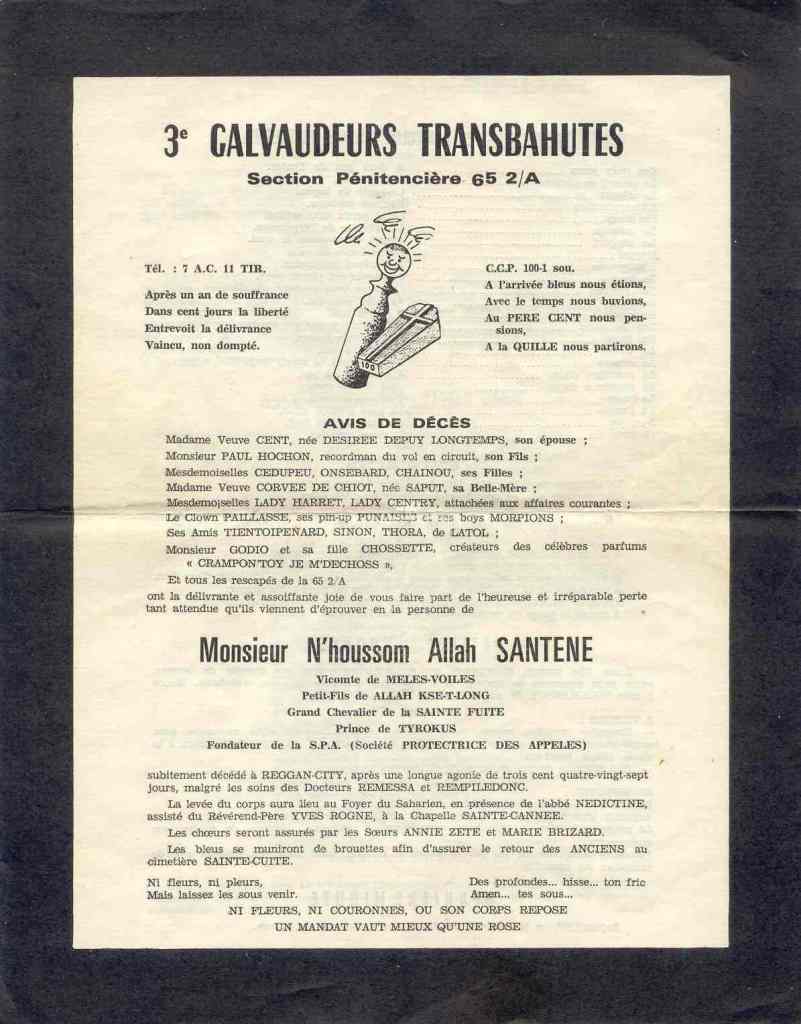 3e GALVAUDEURS TRANSBAHUTES
Section Pénitencière 65 2/A
Tél. : 7 A.C. 11 TIR.
Après un an de souffrance
Dans cent jours la liberté
Entrevoit la délivrance
Vaincu, non dompté.
C.C.P. 100-1 sou.
A l'arrivée bleus nous étions,
Avec le temps nous buvions,
Au PERE CENT nous pen-
sions,
A la QUILLE nous partirons.
100
AVIS DE DÉCÈS
Madame Veuve CENT, née DESIREE DEPUY LONGTEMPS, son épouse ;
Monsieur PAUL HOCHON, recordman du vol en circuit, son Fils ;
Mesdemoiselles CEDUPEU, ONSEBARD, CHAINOU, ses Filles ;
Madame Veuve CORVEE DE CHIOT, née SAPUT, sa Belle-Mère ;
Mesdemoiselles LADY HARRET, LADY CENTRY, attachées aux affaires courantes ;
Le Clown PAILLASSE, ses pin-up PUNAISES et ses boys MORPIONS ;
Ses Amis TIENTOIPENARD, SINON, THORA, de LATOL ;
Monsieur GODIO et sa fille CHOSSETTE, créateurs des célèbres parfums
« CRAMPON'TOY JE M'DECHOSS »,
Et tous les rescapés de la 65 2/A
ont la délivrante et assoiffante joie de vous faire part de l'heureuse et irréparable perte
tant attendue qu'ils viennent d'éprouver en la personne de
Monsieur N'houssom Allah SANTENE
Vicomte de MELES-VOILES
Petit-Fils de ALLAH KSE-T-LONG
Grand Chevalier de la SAINTE FUITE
Prince de TYROKUS
Fondateur de la S.P.A. (Société PROTECTRICE DES APPELES)
subitement décédé à REGGAN-CITY, après une longue agonie de trois cent quatre-vingt-sept
jours, malgré les soins des Docteurs REMESSA et REMPILEDONC.
La levée du corps aura lieu au Foyer du Saharien, en présence de l'abbé NEDICTINE,
assisté du Révérend-Père YVES ROGNE, à la Chapelle SAINTE-CANNEE.
Les chœurs seront assurés par les Sœurs ANNIE ZETE et MARIE BRIZARD.
Les bleus se muniront de brouettes afin d'assurer le retour des ANCIENS au
cimetière SAINTE-CUITE.
Ni fleurs, ni pleurs,
Mais laissez les sous venir.
Des profondes... hisse... ton fric
Amen... tes sous...
NI FLEURS, NI COURONNES, OU SON CORPS REPOSE
UN MANDAT VAUT MIEUX QU'UNE ROSE